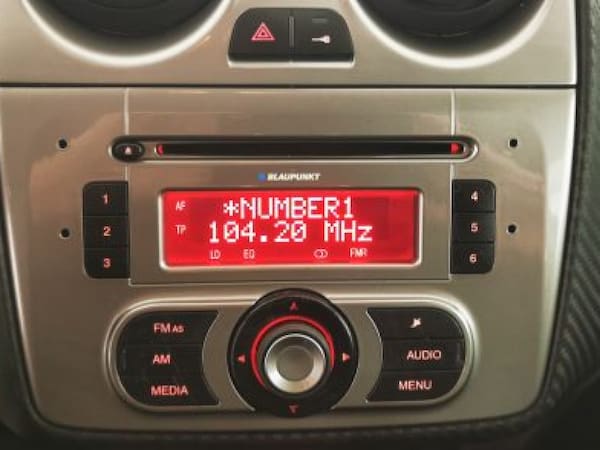 BLAUPUNKT
1
2
3
AF
TP
*NUMBER1
104.20 MHz
LD EQ FMR
4
5
6
FM AS
AM
MEDIA
AUDIO
MENU